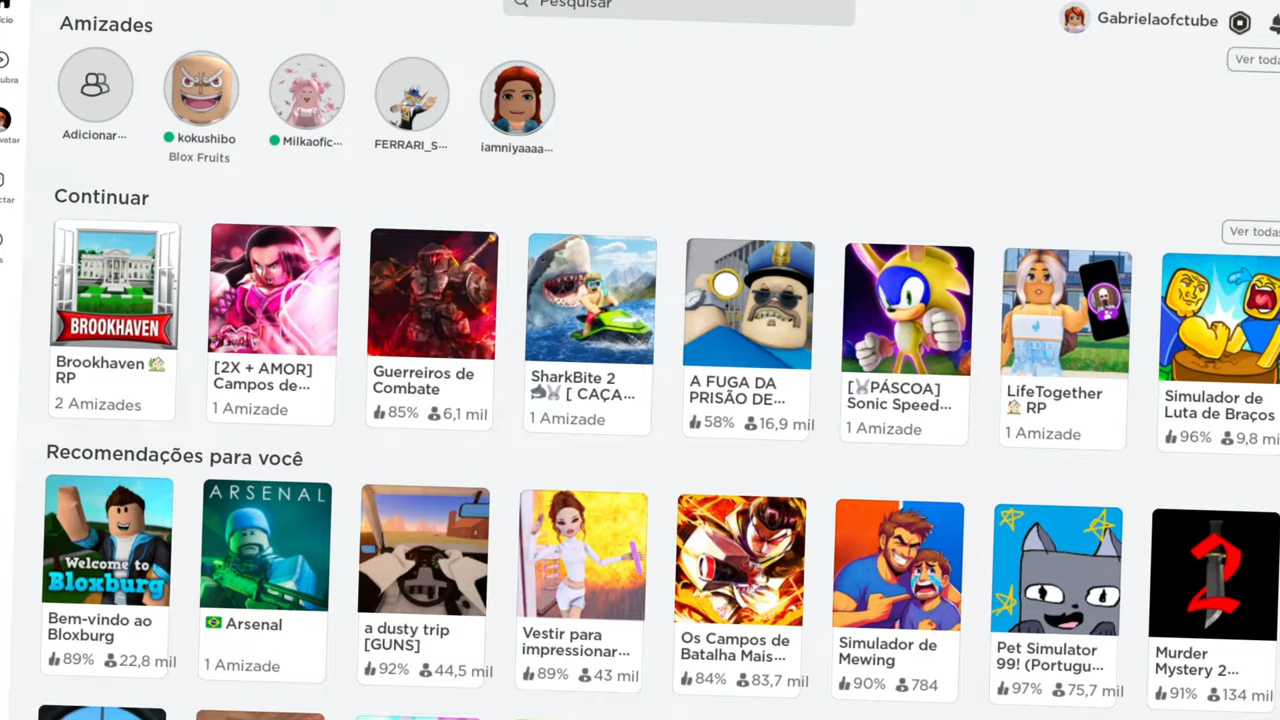 Pesquisar
Gabrielaofctube
Amizades
Ver toda
Adicionar...
kokushibo
Blox Fruits
Milkaofic...
FERRARI_S...
iamniyaaaa...
Continuar
Ver todas
BROOKHAVEN
Brookhaven 🏡
RP
2 Amizades
[2X + AMOR]
Campos de...
1 Amizade
Guerreiros de
Combate
85% 6,1 mil
SharkBite 2
🦈🐰 [ CAÇA...
1 Amizade
A FUGA DA
PRISÃO DE...
58% 16,9 mil
[🐰PÁSCOA]
Sonic Speed...
1 Amizade
LifeTogether
🏠 RP
1 Amizade
Simulador de
Luta de Braços
96% 9,8 mi
Recomendações para você
Welcome to
Bloxburg
Bem-vindo ao
Bloxburg
89% 22,8 mil
ARSENAL
🇧🇷 Arsenal
1 Amizade
a dusty trip
[GUNS]
92% 44,5 mil
Vestir para
impressionar...
89% 43 mil
Os Campos de
Batalha Mais...
84% 83,7 mil
Simulador de
Mewing
90% 784
Pet Simulator
99! (Portugu...
97% 75,7 mil
2
Murder
Mystery 2...
91% 134 mil